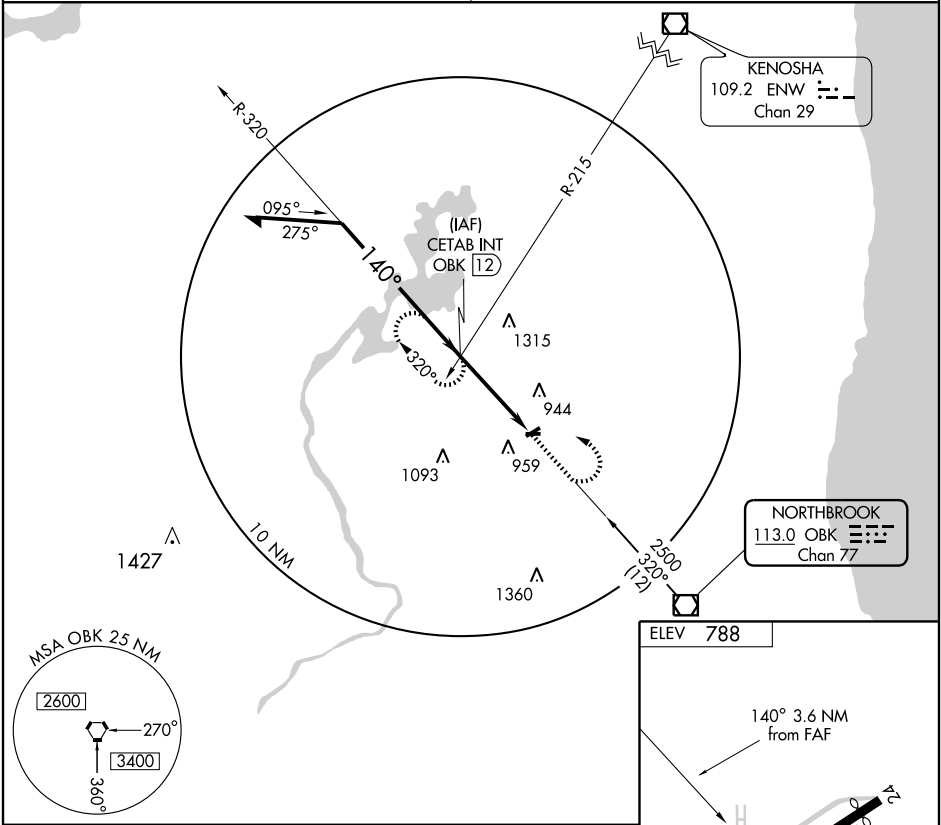 KENOSHA
109.2 ENW
Chan 29
R-320
R-215
095°
275°
(IAF)
CETAB INT
OBK 12
140°
1315
320°
944
959
1093
NORTHBROOK
113.0 OBK
Chan 77
10 NM
1427
2500
320°
(12)
1360
MSA OBK 25 NM
2600
270°
3400
360°
ELEV 788
140° 3.6 NM
from FAF
24
H